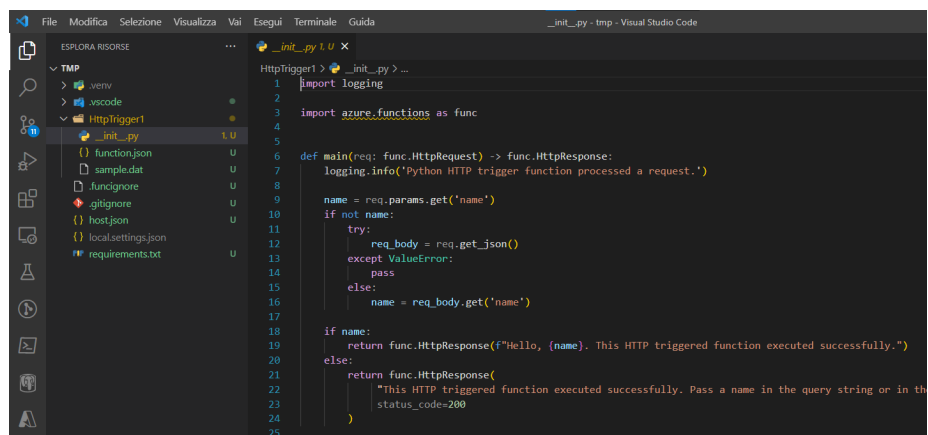 File Modifica Selezione Visualizza Vai Esegui Terminale Guida __init__.py - tmp - Visual Studio Code
ESPLORA RISORSE ...
TMP
.venv
.vscode
HttpTrigger1
__init__.py 1, U
function.json U
sample.dat U
.funcignore U
.gitignore U
host.json U
local.settings.json
requirements.txt U
11
__init__.py 1, U
HttpTrigger1 > __init__.py > ...
1 import logging
2
3 import azure.functions as func
4
5
6 def main(req: func.HttpRequest) -> func.HttpResponse:
7     logging.info('Python HTTP trigger function processed a request.')
8
9     name = req.params.get('name')
10     if not name:
11         try:
12             req_body = req.get_json()
13         except ValueError:
14             pass
15         else:
16             name = req_body.get('name')
17
18     if name:
19         return func.HttpResponse(f"Hello, {name}. This HTTP triggered function executed successfully.")
20     else:
21         return func.HttpResponse(
22             "This HTTP triggered function executed successfully. Pass a name in the query string or in the
23             status_code=200
24         )
25